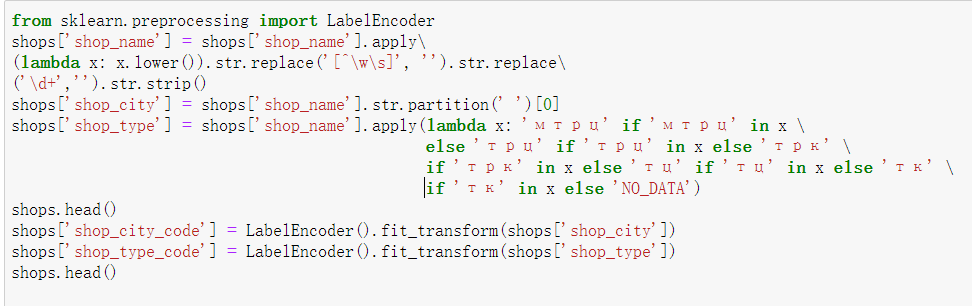 from sklearn.preprocessing import LabelEncoder
shops['shop_name'] = shops['shop_name'].apply\
(lambda x: x.lower()).str.replace('[^\w\s]', '').str.replace\
('\d+','').str.strip()
shops['shop_city'] = shops['shop_name'].str.partition(' ')[0]
shops['shop_type'] = shops['shop_name'].apply(lambda x: 'мтрц' if 'мтрц' in x \
else 'трц' if 'трц' in x else 'трк' \
if 'трк' in x else 'тц' if 'тц' in x else 'тк' \
if 'тк' in x else 'NO_DATA')
shops.head()
shops['shop_city_code'] = LabelEncoder().fit_transform(shops['shop_city'])
shops['shop_type_code'] = LabelEncoder().fit_transform(shops['shop_type'])
shops.head()